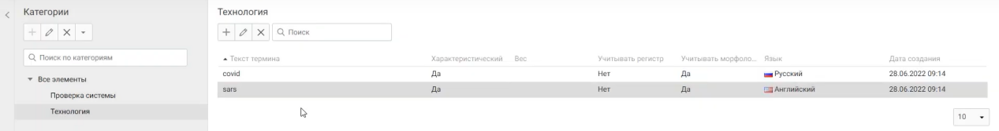 Категории
Поиск по категориям
Все элементы
Проверка системы
Технология
Технология
Поиск
Текст термина Характеристический Вес Учитывать регистр Учитывать морфоло... Язык Дата создания
covid Да Нет Да Русский 28.06.2022 09:14
sars Да Нет Да Английский 28.06.2022 09:14
10